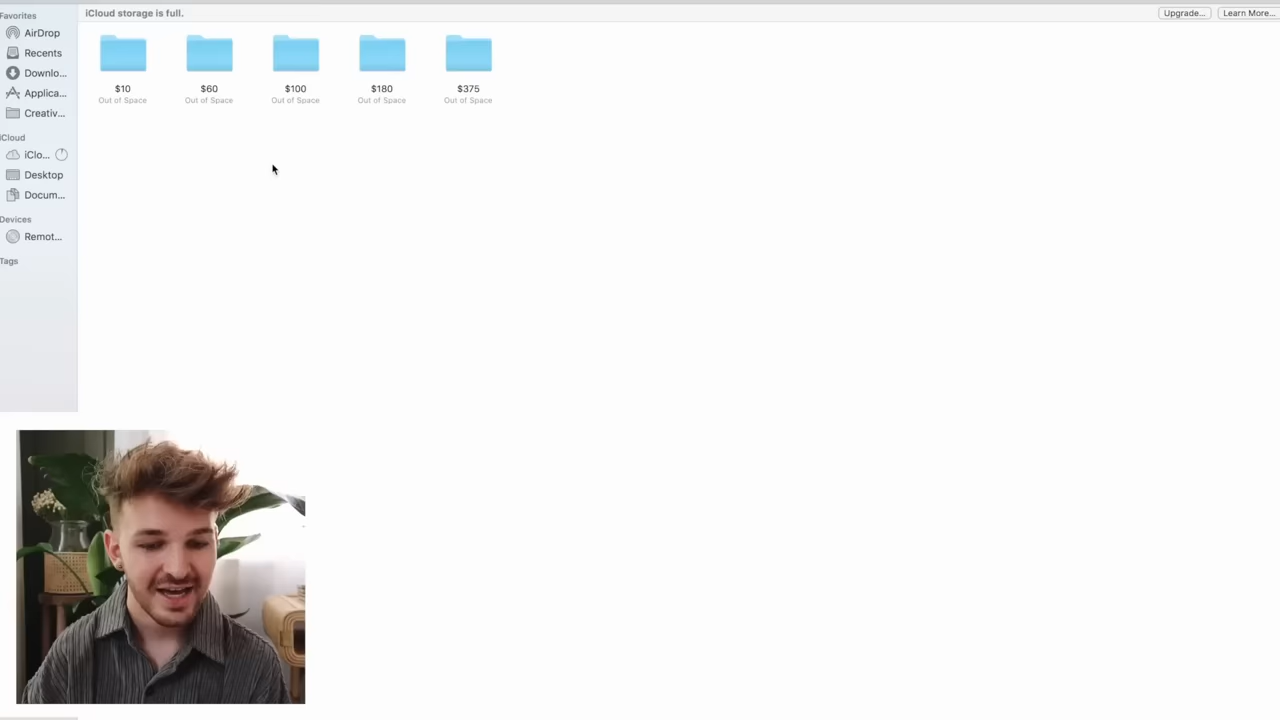 Favorites
AirDrop
Recents
Downlo...
Applica...
Creativ...
iCloud
iClo...
Desktop
Docum...
Devices
Remot...
Tags
iCloud storage is full.
Upgrade...
Learn More...
$10
Out of Space
$60
Out of Space
$100
Out of Space
$180
Out of Space
$375
Out of Space